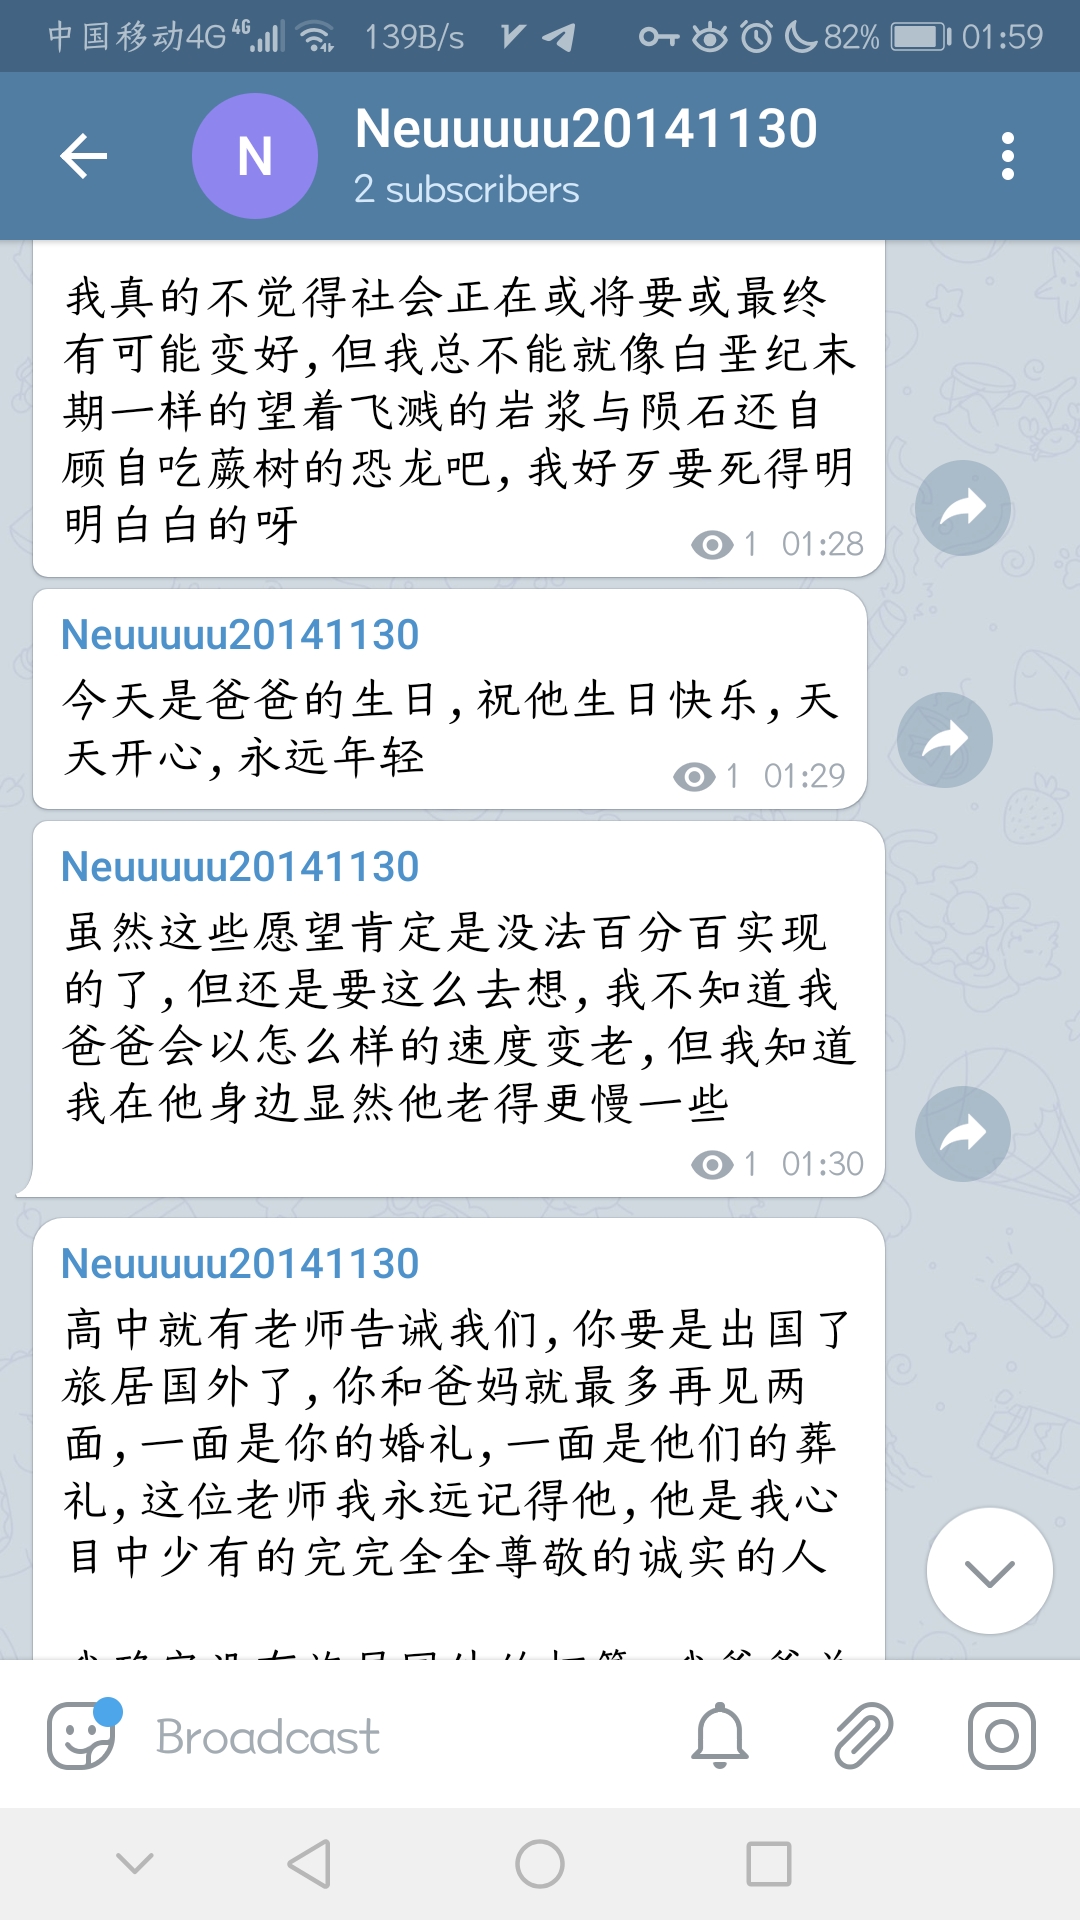 中国移动4G 4G 139B/s 82% 01:59
N
Neuuuuu20141130
2 subscribers
我真的不觉得社会正在或将要或最终
有可能变好,但我总不能就像白垩纪末
期一样的望着飞溅的岩浆与陨石还自
顾自吃蕨树的恐龙吧,我好歹要死得明
明白白的呀
1 01:28
Neuuuuu20141130
今天是爸爸的生日,祝他生日快乐,天
天开心,永远年轻
1 01:29
Neuuuuu20141130
虽然这些愿望肯定是没法百分百实现
的了,但还是要这么去想,我不知道我
爸爸会以怎么样的速度变老,但我知道
我在他身边显然他老得更慢一些
1 01:30
Neuuuuu20141130
高中就有老师告诫我们,你要是出国了
旅居国外了,你和爸妈就最多再见两
面,一面是你的婚礼,一面是他们的葬
礼,这位老师我永远记得他,他是我心
目中少有的完完全全尊敬的诚实的人
Broadcast